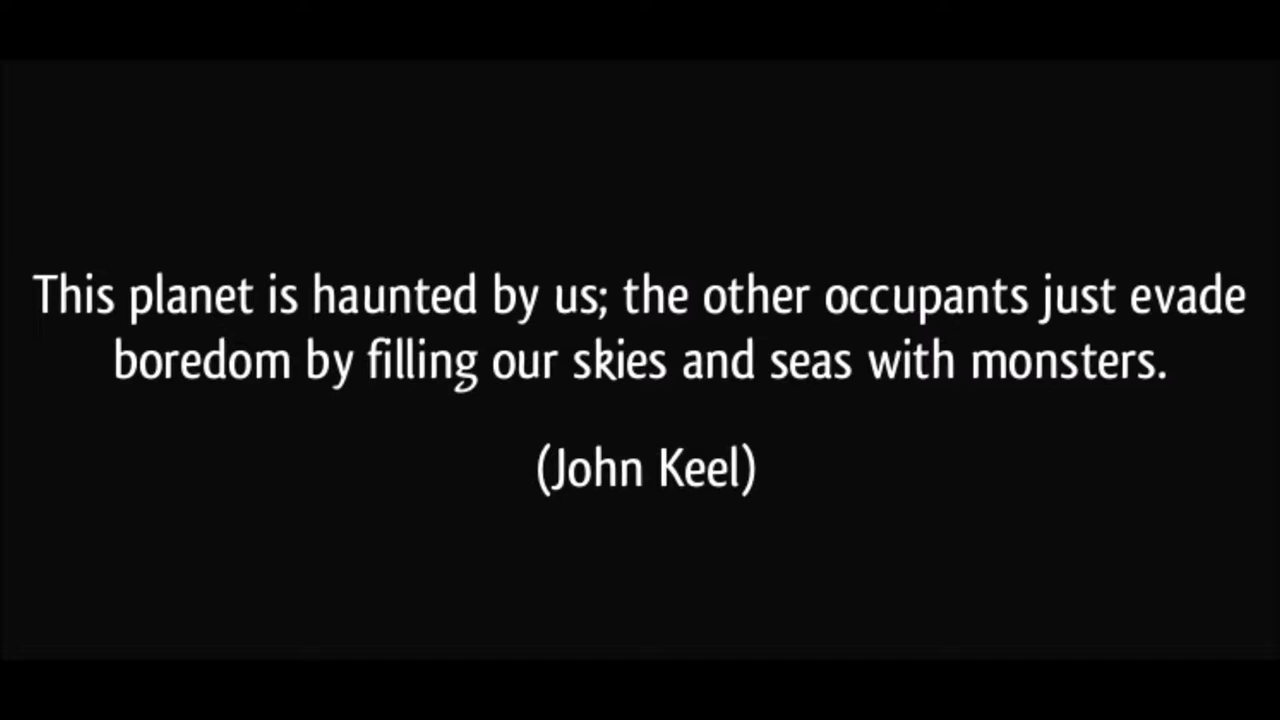 This planet is haunted by us; the other occupants just evade
boredom by filling our skies and seas with monsters.
(John Keel)